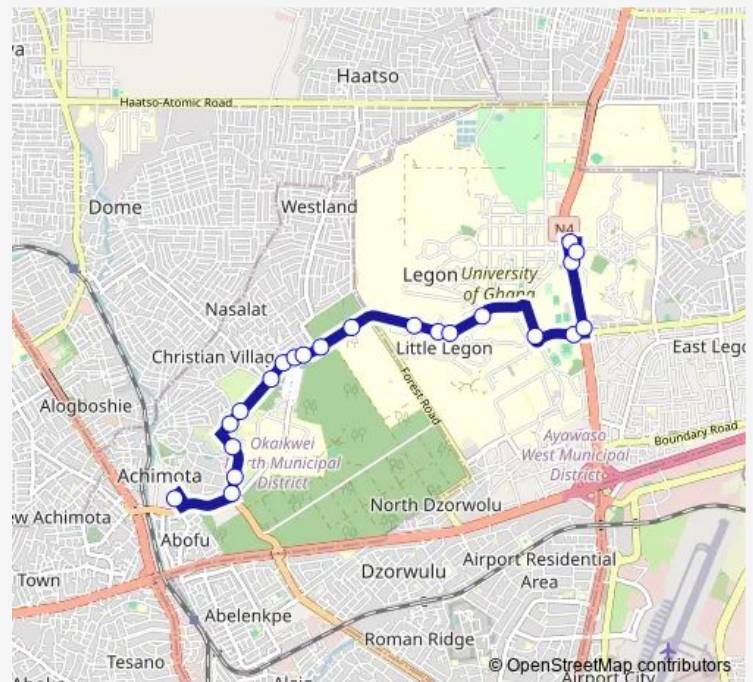 Haatso
Haatso-Atomic Road
Dome
Westland
N4
Legon
University
of Ghana
Nasalat
Christian Villag
Little Legon
East Lego
Alogboshie
Forest Road
Okaikwei
rth Municipal
District
Ayawaso
West Municipal
District
Boundary Road
Achimota
ew Achimota
North Dzorwolu
Abofu
Town
Dzorwulu
Airport Residential
Area
Abelenkpe
Roman Ridge
Tesano
© OpenStreetMap contributors
Airport City